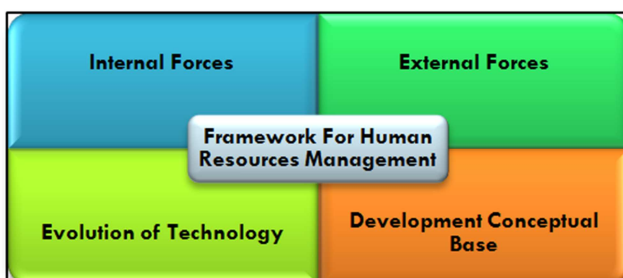 Internal Forces
External Forces
Framework For Human
Resources Management
Evolution of Technology
Development Conceptual
Base